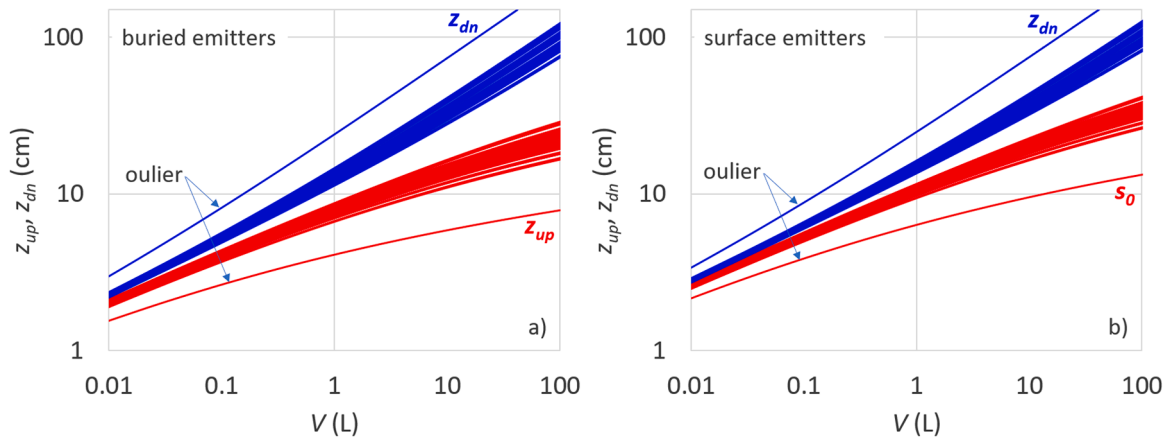 buried emitters
z_dn
100
10
1
z_up, z_dn (cm)
oulier
z_up
a)
0.01 0.1 1 10 100
V (L)
surface emitters
z_dn
100
10
1
z_up, z_dn (cm)
oulier
s_0
b)
0.01 0.1 1 10 100
V (L)